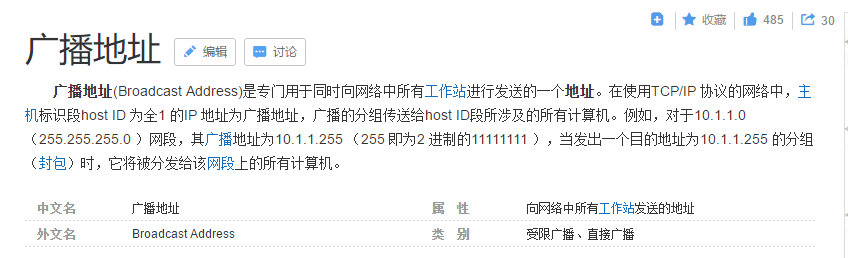 收藏 485 30
广播地址 编辑 讨论
广播地址(Broadcast Address)是专门用于同时向网络中所有工作站进行发送的一个地址。在使用TCP/IP 协议的网络中，主
机标识段host ID 为全1 的IP 地址为广播地址，广播的分组传送给host ID段所涉及的所有计算机。例如，对于10.1.1.0
（255.255.255.0 ）网段，其广播地址为10.1.1.255 （255 即为2 进制的11111111 ），当发出一个目的地址为10.1.1.255 的分组
（封包）时，它将被分发给该网段上的所有计算机。
中文名 广播地址 属 性 向网络中所有工作站发送的地址
外文名 Broadcast Address 类 别 受限广播、直接广播